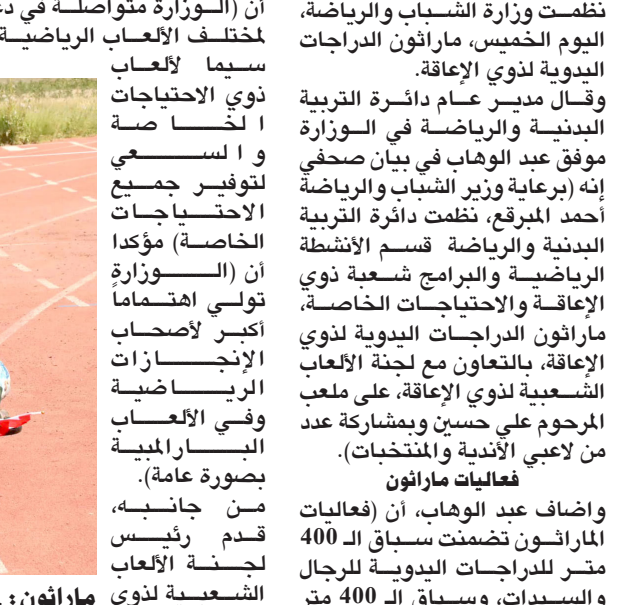 نظمت وزارة الشباب والرياضة،
اليوم الخميس، ماراثون الدراجات
اليدوية لذوي الإعاقة.
وقال مدير عام دائرة التربية
البدنية والرياضة في الوزارة
موفق عبد الوهاب في بيان صحفي
إنه (برعاية وزير الشباب والرياضة
أحمد المبرقع، نظمت دائرة التربية
البدنية والرياضة قسم الأنشطة
الرياضية والبرامج شعبة ذوي
الإعاقة والاحتياجات الخاصة،
ماراثون الدراجات اليدوية لذوي
الإعاقة، بالتعاون مع لجنة الألعاب
الشعبية لذوي الإعاقة، على ملعب
المرحوم علي حسين وبمشاركة عدد
من لاعبي الأندية والمنتخبات).
فعاليات ماراثون
واضاف عبد الوهاب، أن (فعاليات
الماراثون تضمنت سباق الـ 400
متر للدراجات اليدوية للرجال
والسيدات، وسباق الـ 400 متر
أن (الوزارة متواصلة في
لمختلف الألعاب الرياضية
سيما لألعاب
ذوي الاحتياجات
الخاصة
والسعي
لتوفير جميع
الاحتياجات
الخاصة) مؤكدا
أن (الوزارة
تولي اهتماماً
أكبر لأصحاب
الإنجازات
الرياضية
وفي الألعاب
البارالمبية
بصورة عامة).
من جانبه،
قدم رئيس
لجنة الألعاب
الشعبية لذوي
ماراثون: